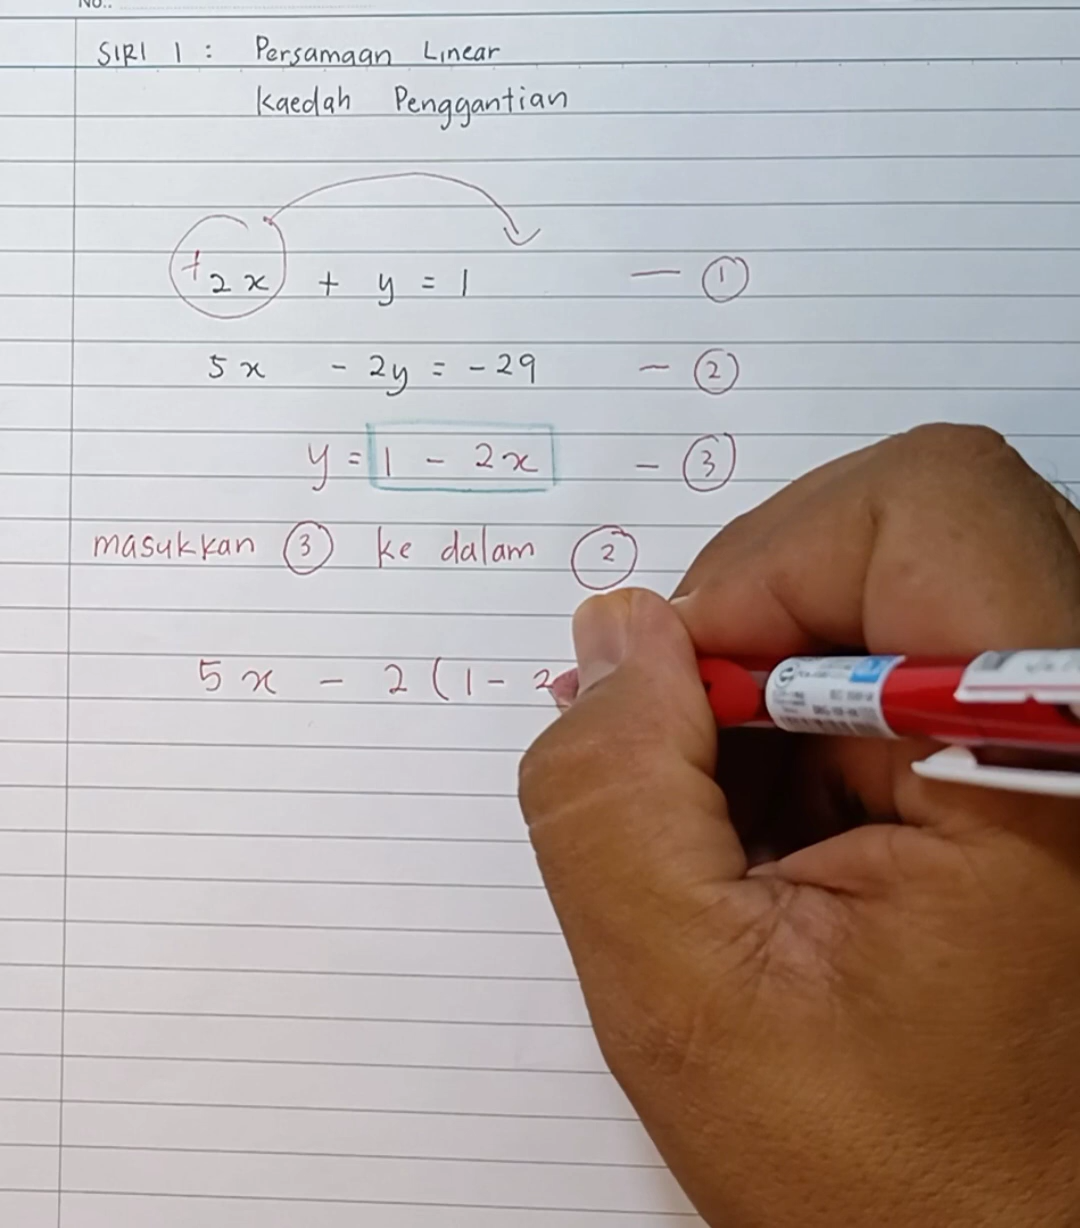 No.:
SIRI 1 : Persamaan Linear
Kaedah Penggantian
+2x + y = 1 — ①
5x - 2y = -29 — ②
y = 1 - 2x - ③
masukkan ③ ke dalam ②
5x - 2(1 - 2